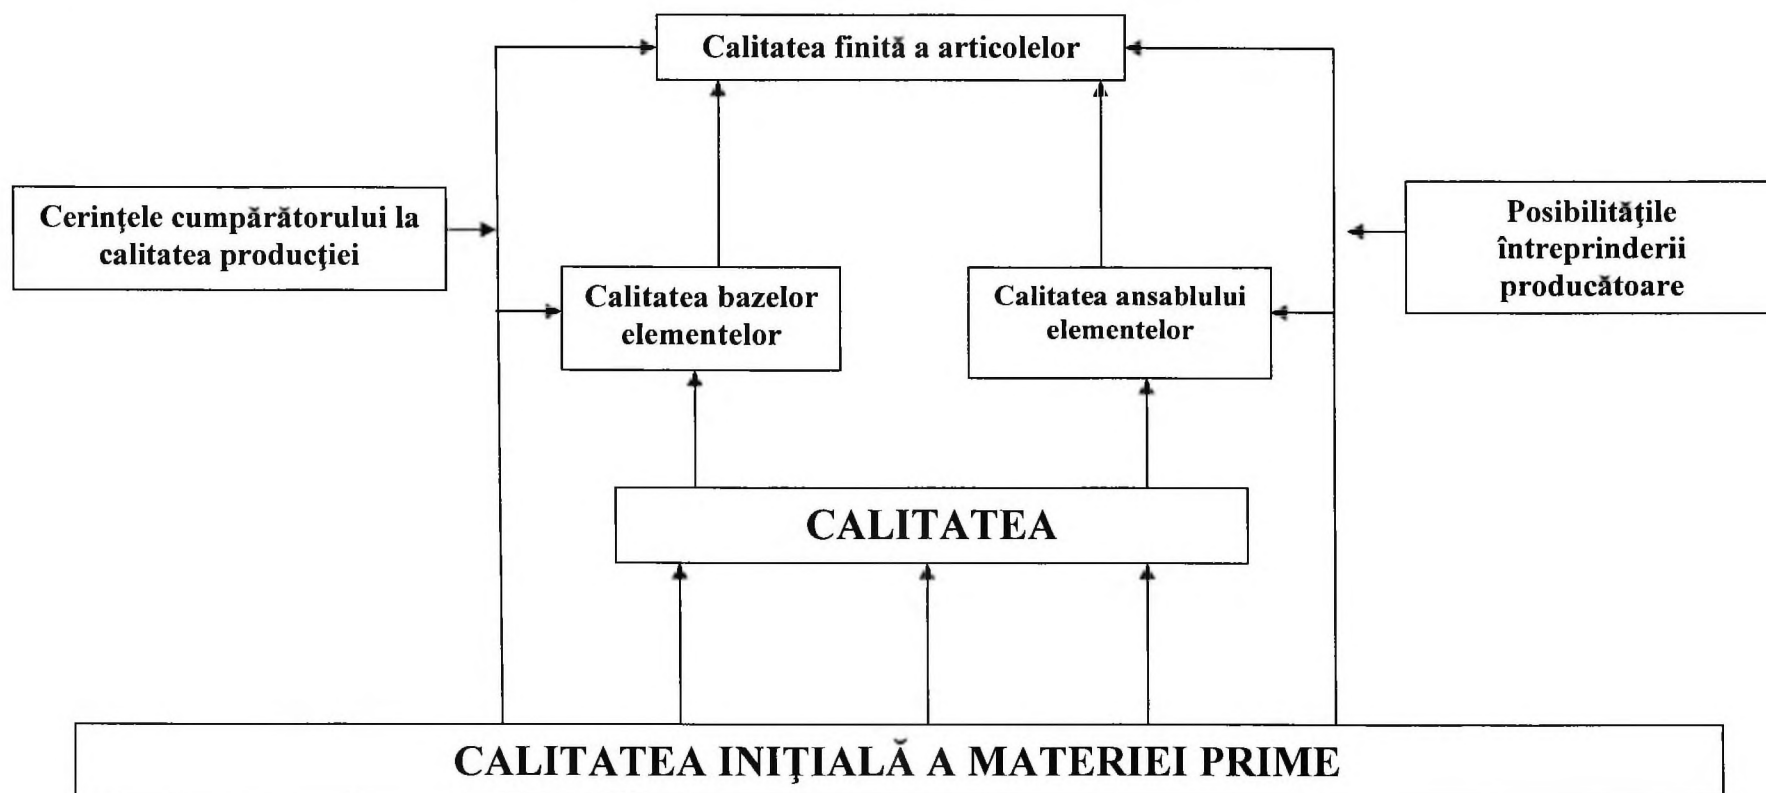 Calitatea finită a articolelor
Cerinţele cumpărătorului la
calitatea producţiei
Posibilităţile
întreprinderii
producătoare
Calitatea bazelor
elementelor
Calitatea ansablului
elementelor
CALITATEA
CALITATEA INIŢIALĂ A MATERIEI PRIME